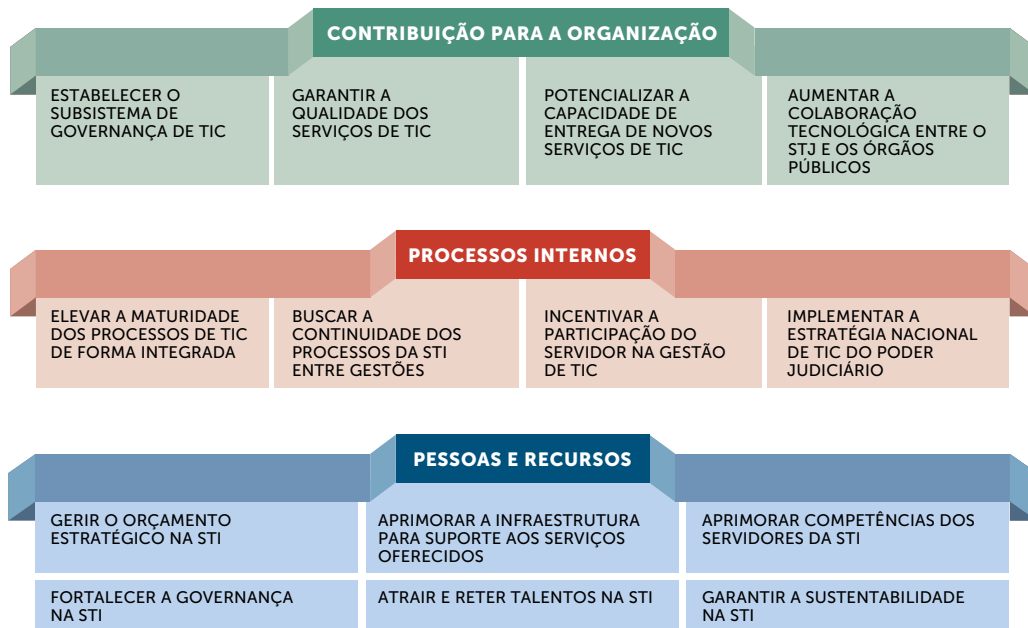 CONTRIBUIÇÃO PARA A ORGANIZAÇÃO
ESTABELECER O
SUBSISTEMA DE
GOVERNANÇA DE TIC
GARANTIR A
QUALIDADE DOS
SERVIÇOS DE TIC
POTENCIALIZAR A
CAPACIDADE DE
ENTREGA DE NOVOS
SERVIÇOS DE TIC
AUMENTAR A
COLABORAÇÃO
TECNOLÓGICA ENTRE O
STJ E OS ÓRGÃOS
PÚBLICOS
PROCESSOS INTERNOS
ELEVAR A MATURIDADE
DOS PROCESSOS DE TIC
DE FORMA INTEGRADA
BUSCAR A
CONTINUIDADE DOS
PROCESSOS DA STI
ENTRE GESTÕES
INCENTIVAR A
PARTICIPAÇÃO DO
SERVIDOR NA GESTÃO
DE TIC
IMPLEMENTAR A
ESTRATÉGIA NACIONAL
DE TIC DO PODER
JUDICIÁRIO
PESSOAS E RECURSOS
GERIR O ORÇAMENTO
ESTRATÉGICO NA STI
APRIMORAR A INFRAESTRUTURA
PARA SUPORTE AOS SERVIÇOS
OFERECIDOS
APRIMORAR COMPETÊNCIAS DOS
SERVIDORES DA STI
FORTALECER A GOVERNANÇA
NA STI
ATRAIR E RETER TALENTOS NA STI
GARANTIR A SUSTENTABILIDADE
NA STI